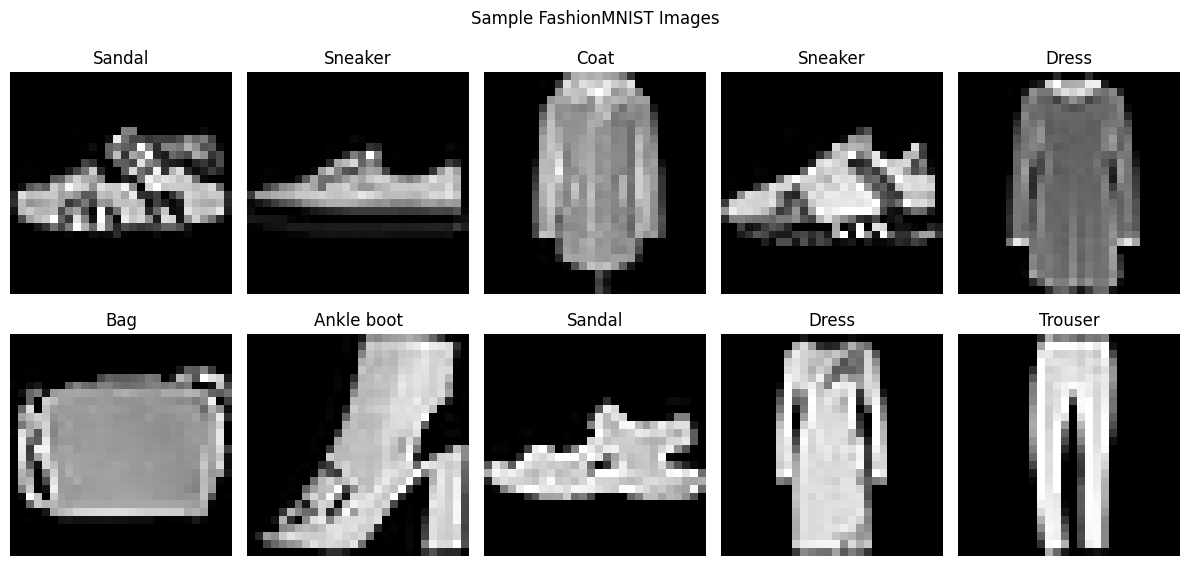 Sample FashionMNIST Images
Sandal
Sneaker
Coat
Sneaker
Dress
Bag
Ankle boot
Sandal
Dress
Trouser